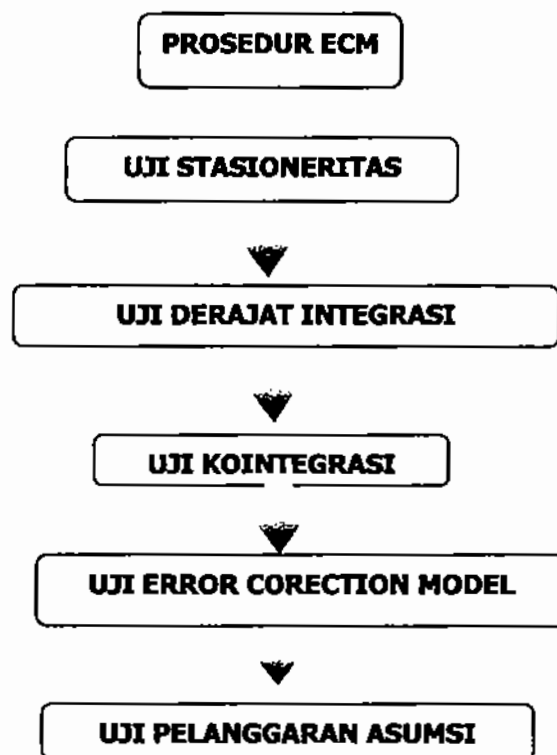 PROSEDUR ECM
UJI STASIONERITAS
UJI DERAJAT INTEGRASI
UJI KOINTEGRASI
UJI ERROR CORECTION MODEL
UJI PELANGGARAN ASUMSI